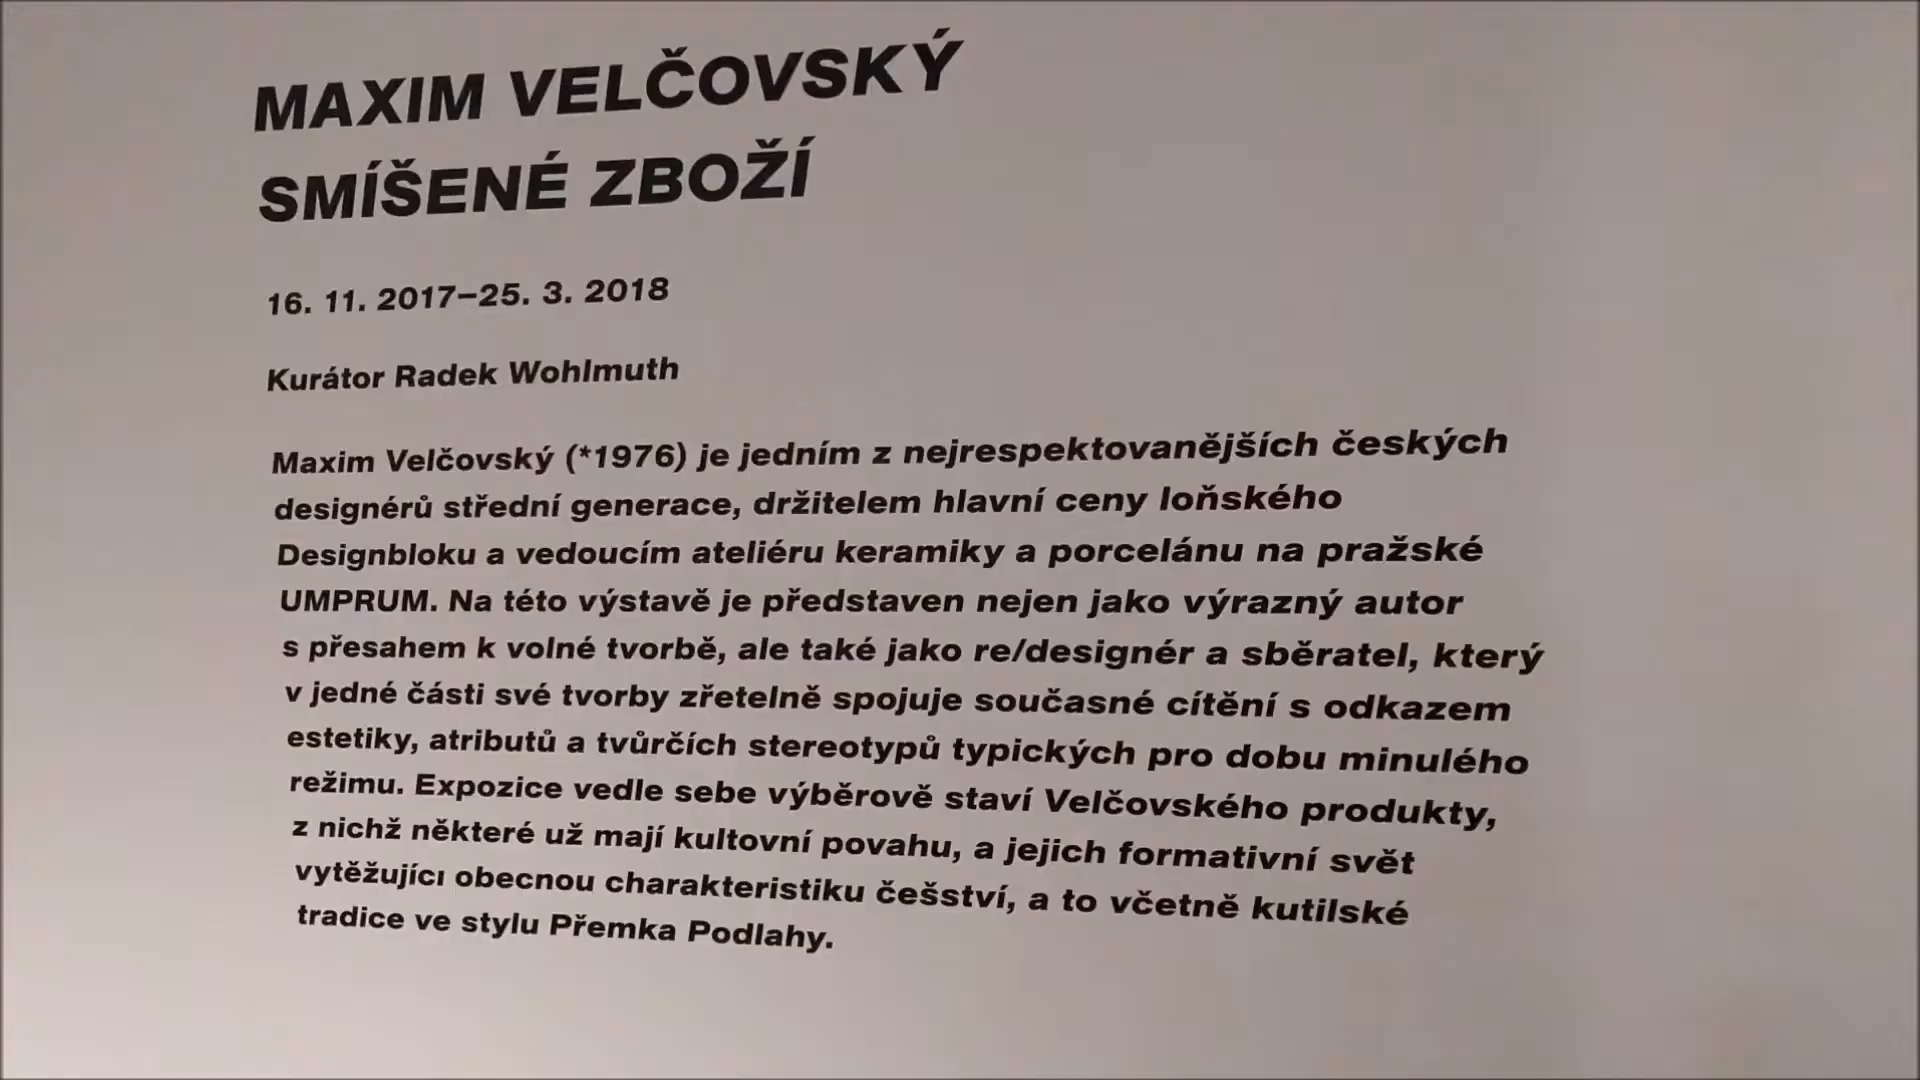 MAXIM VELČOVSKÝ
SMÍŠENÉ ZBOŽÍ
16. 11. 2017–25. 3. 2018
Kurátor Radek Wohlmuth
Maxim Velčovský (*1976) je jedním z nejrespektovanějších českých
designérů střední generace, držitelem hlavní ceny loňského
Designbloku a vedoucím ateliéru keramiky a porcelánu na pražské
UMPRUM. Na této výstavě je představen nejen jako výrazný autor
s přesahem k volné tvorbě, ale také jako re/designér a sběratel, který
v jedné části své tvorby zřetelně spojuje současné cítění s odkazem
estetiky, atributů a tvůrčích stereotypů typických pro dobu minulého
režimu. Expozice vedle sebe výběrově staví Velčovského produkty,
z nichž některé už mají kultovní povahu, a jejich formativní svět
vytěžující obecnou charakteristiku češství, a to včetně kutilské
tradice ve stylu Přemka Podlahy.